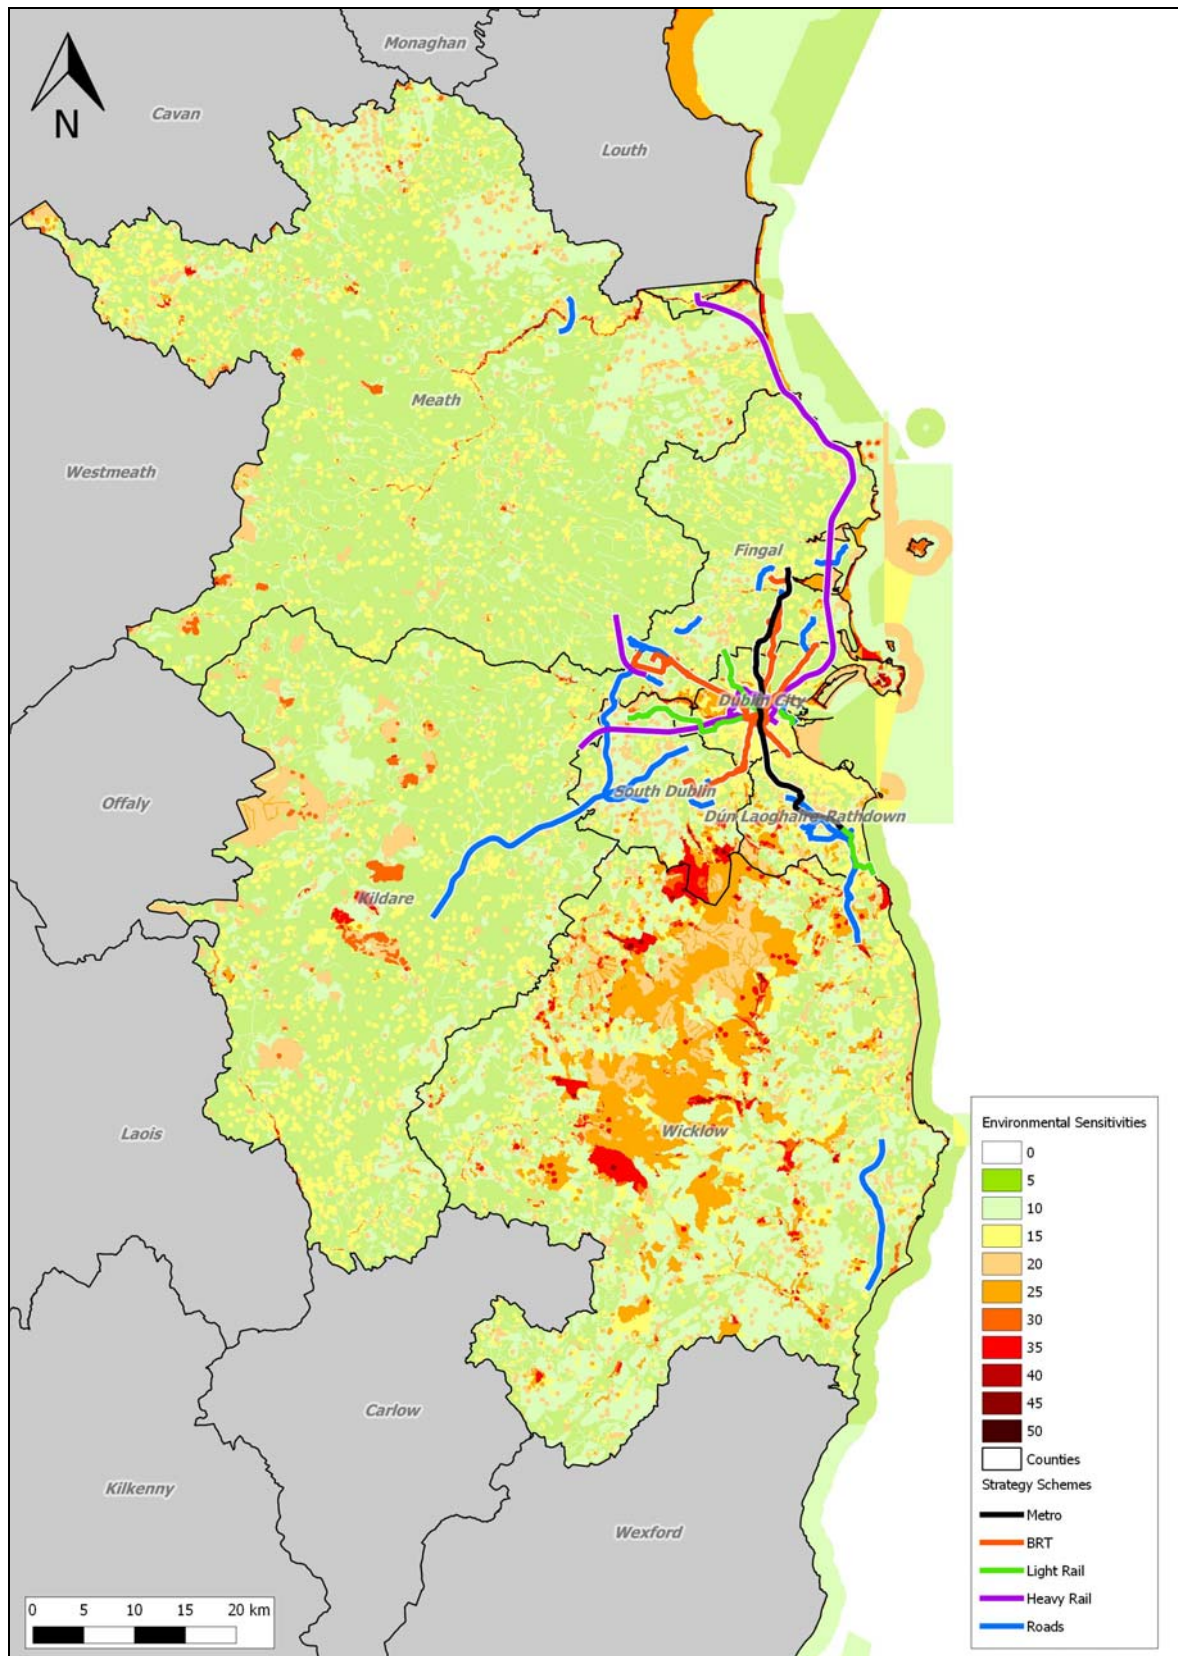 Monaghan
Cavan
N
Louth
Meath
Westmeath
Fingal
Dublin City
Offaly
South Dublin
Dún Laoghaire-Rathdown
Kildare
Laois
Wicklow
Carlow
Kilkenny
Wexford
Environmental Sensitivities
0
5
10
15
20
25
30
35
40
45
50
Counties
Strategy Schemes
Metro
BRT
Light Rail
Heavy Rail
Roads
0 5 10 15 20 km